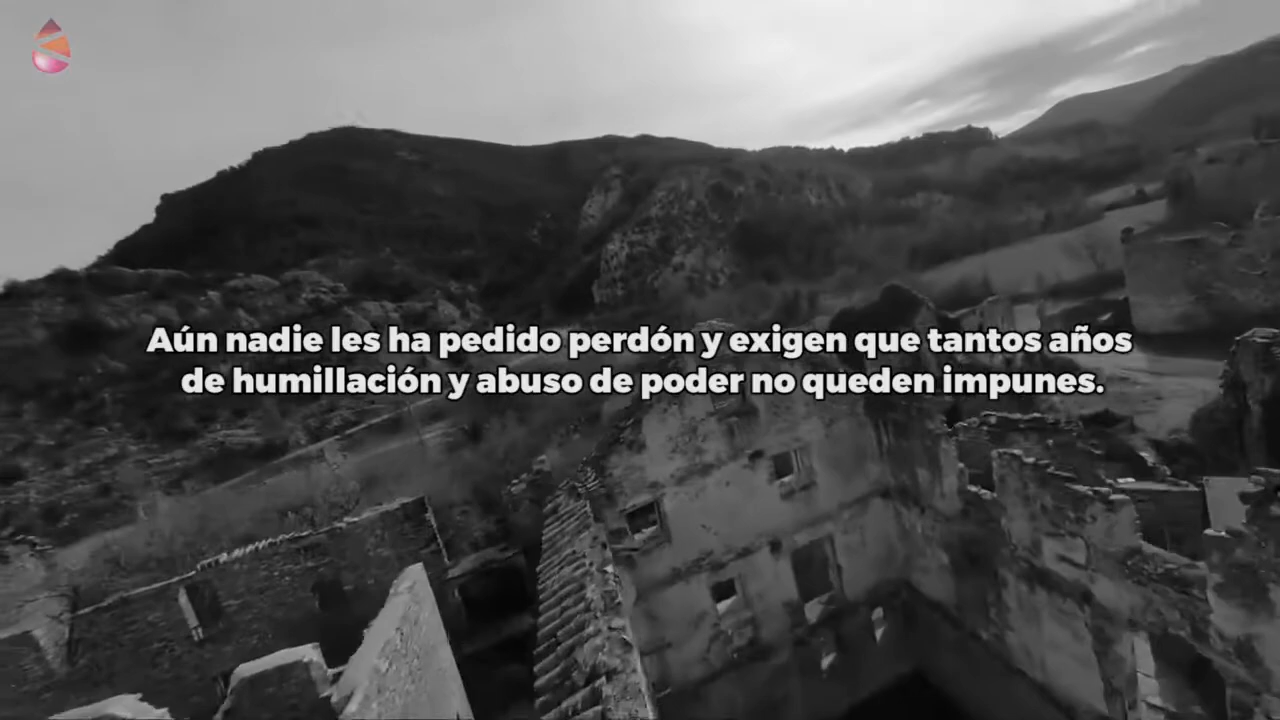 Aún nadie les ha pedido perdón y exigen que tantos años
de humillación y abuso de poder no queden impunes.